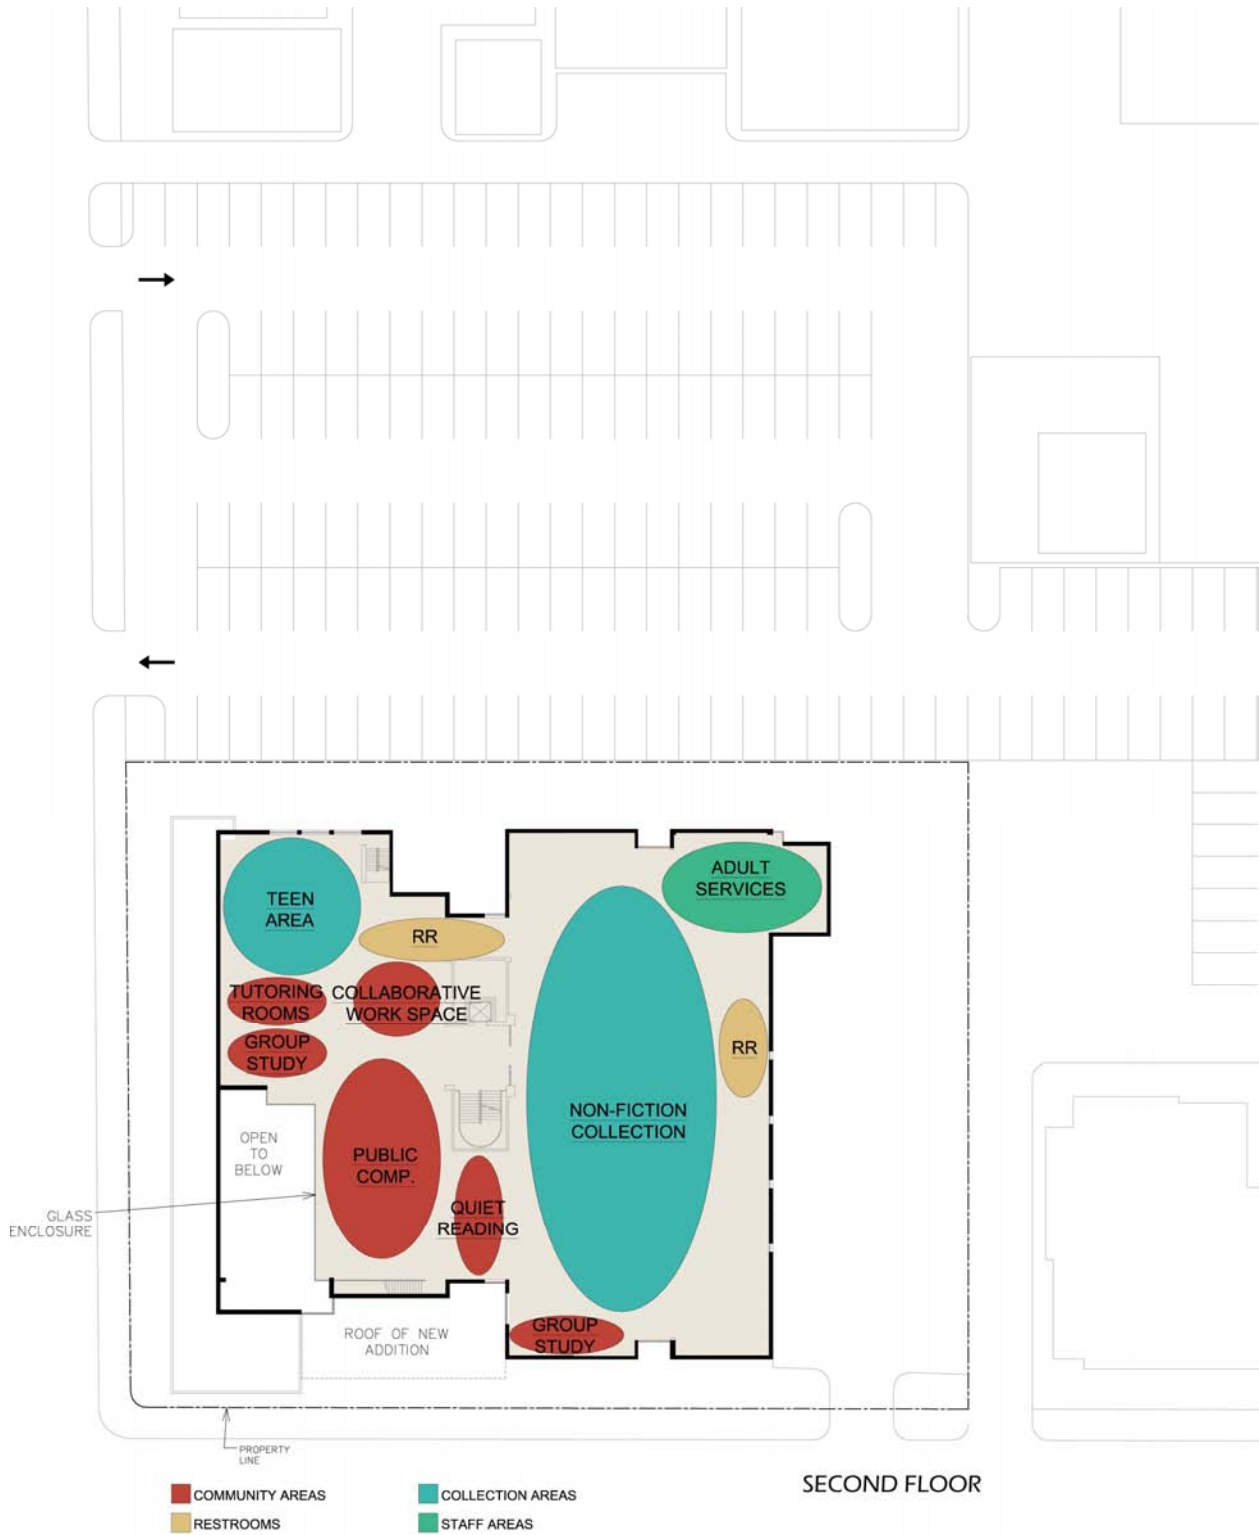 TEEN
AREA
ADULT
SERVICES
RR
TUTORING
ROOMS
COLLABORATIVE
WORK SPACE
GROUP
STUDY
RR
NON-FICTION
COLLECTION
OPEN
TO
BELOW
PUBLIC
COMP.
GLASS
ENCLOSURE
QUIET
READING
ROOF OF NEW
ADDITION
GROUP
STUDY
PROPERTY
LINE
SECOND FLOOR
COMMUNITY AREAS
COLLECTION AREAS
RESTROOMS
STAFF AREAS